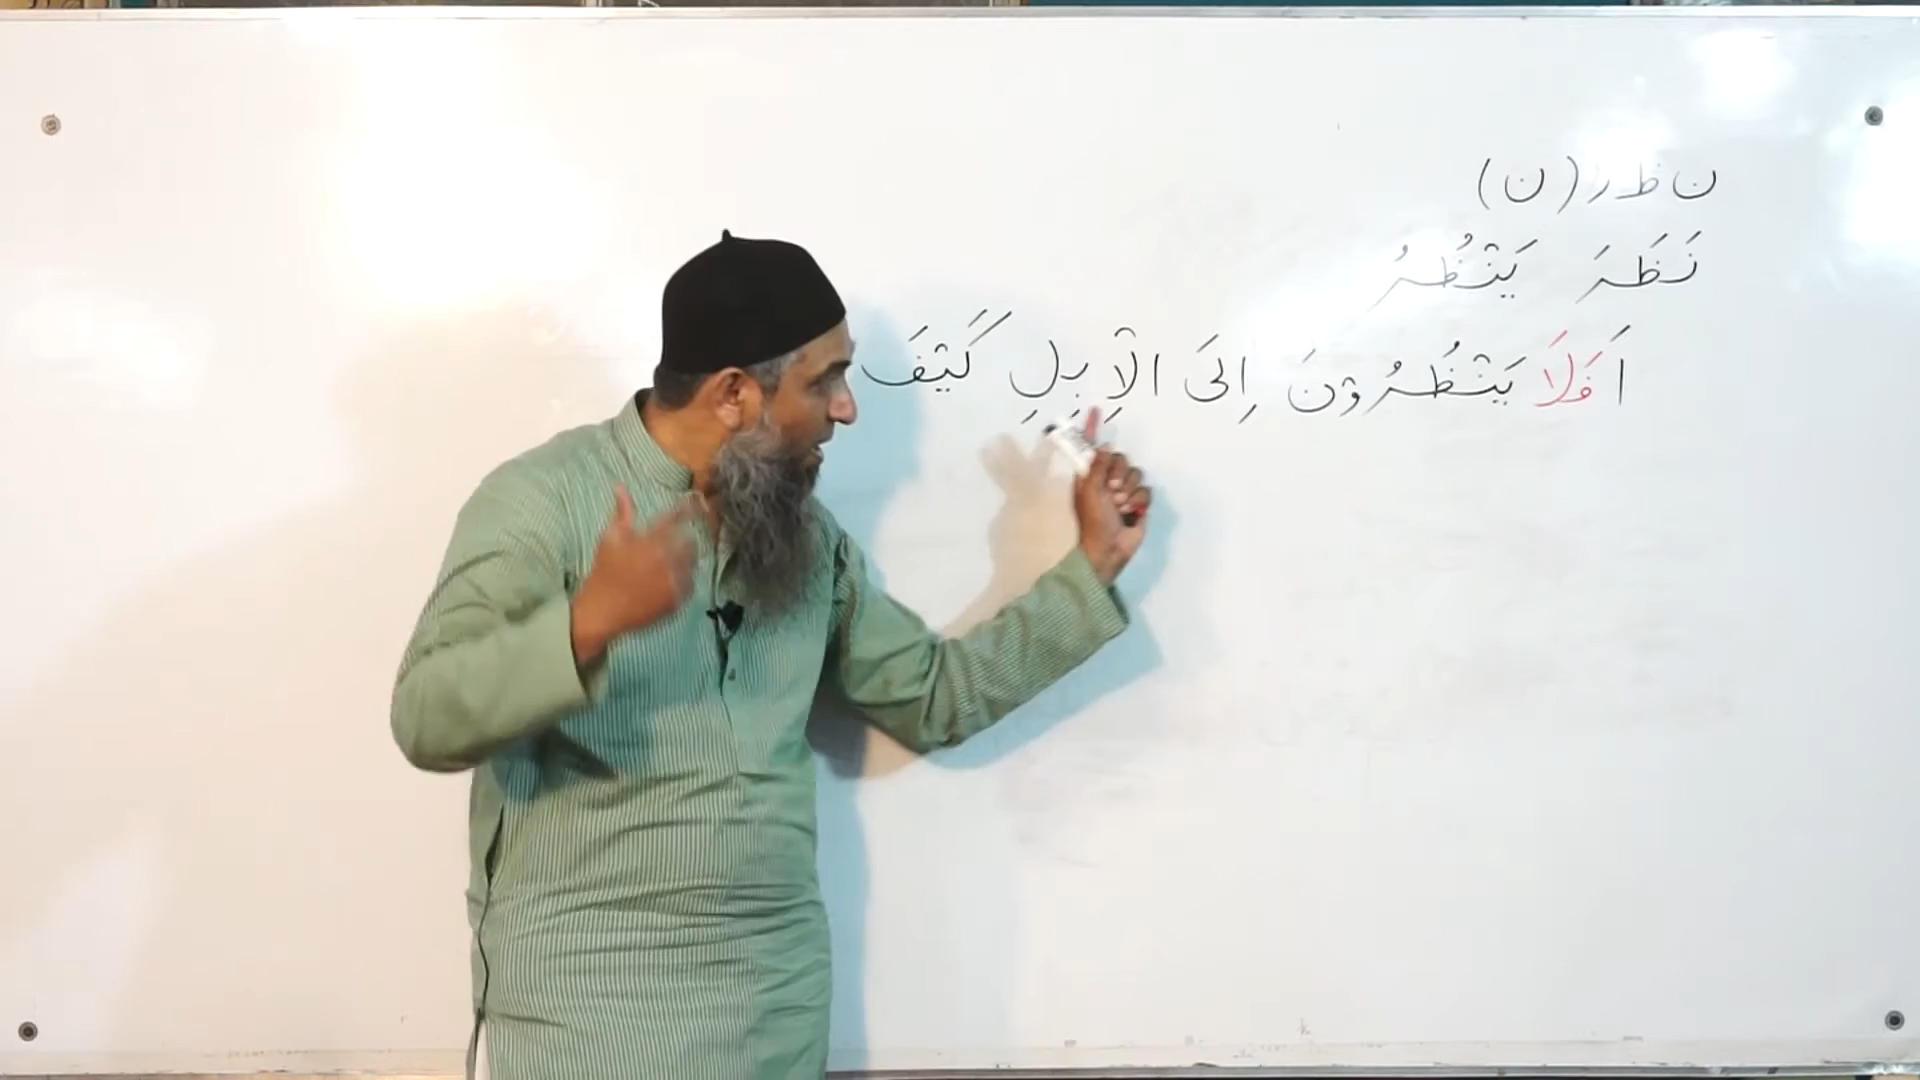 ن ظ ر (ن)
نَظَرَ يَنْظُرُ
اَ فَلَا يَنْظُرُوْنَ اِلَى الْاِبِلِ كَيْفَ